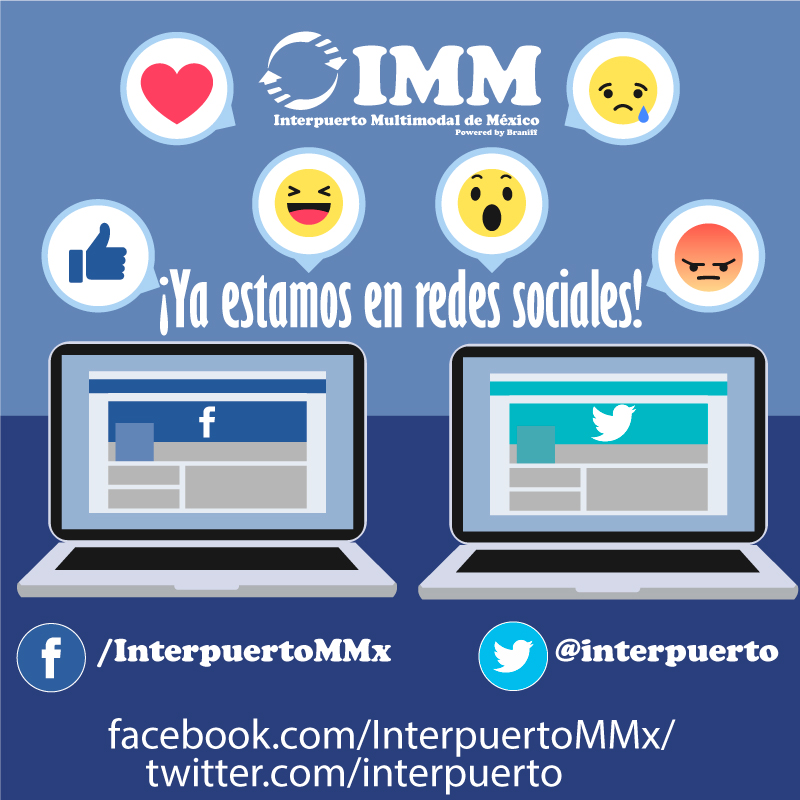 IMM
Interpuerto Multimodal de México
Powered by Braniff
¡Ya estamos en redes sociales!
/InterpuertoMMx
@interpuerto
facebook.com/InterpuertoMMx/
twitter.com/interpuerto